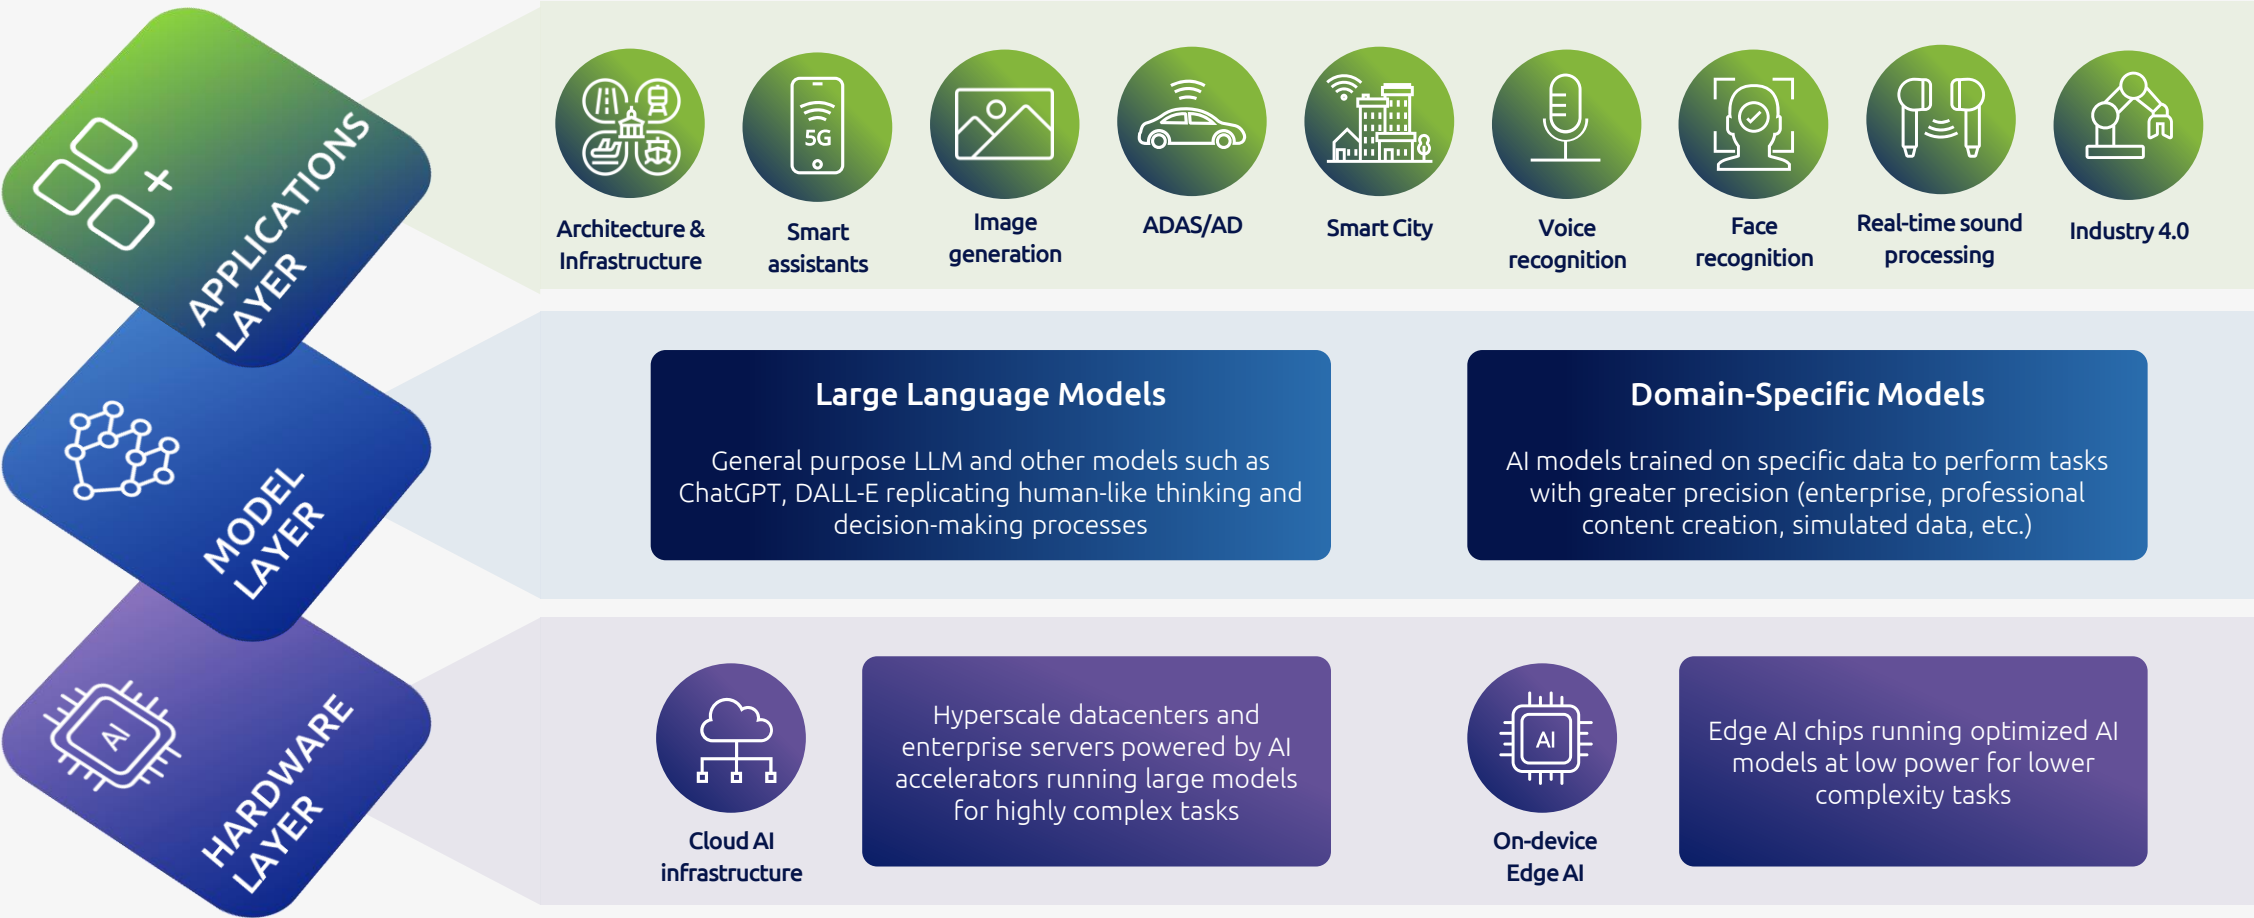 APPLICATIONS
LAYER
Architecture &
Infrastructure
5G
Smart
assistants
Image
generation
ADAS/AD
Smart City
Voice
recognition
Face
recognition
Real-time sound
processing
Industry 4.0
MODEL
LAYER
Large Language Models
General purpose LLM and other models such as
ChatGPT, DALL-E replicating human-like thinking and
decision-making processes
Domain-Specific Models
AI models trained on specific data to perform tasks
with greater precision (enterprise, professional
content creation, simulated data, etc.)
AI
HARDWARE
LAYER
Cloud AI
infrastructure
Hyperscale datacenters and
enterprise servers powered by AI
accelerators running large models
for highly complex tasks
AI
On-device
Edge AI
Edge AI chips running optimized AI
models at low power for lower
complexity tasks